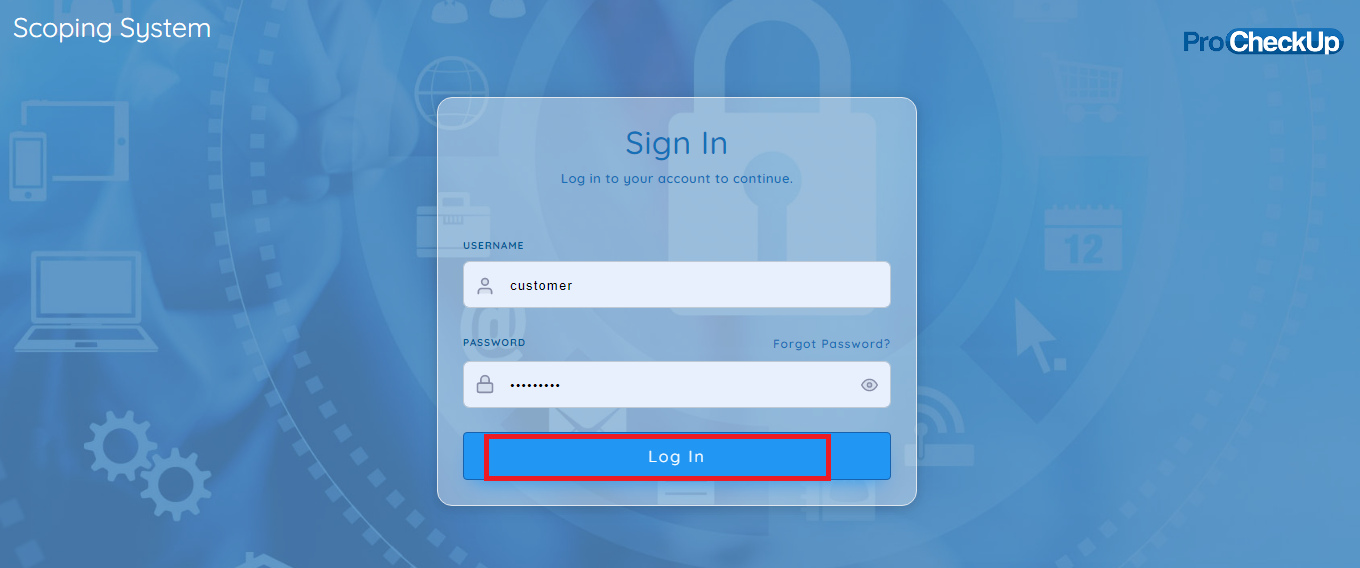 Scoping System
ProCheckUp
Sign In
Log in to your account to continue.
USERNAME
customer
PASSWORD
Forgot Password?
•••••••••
Log In
12
@